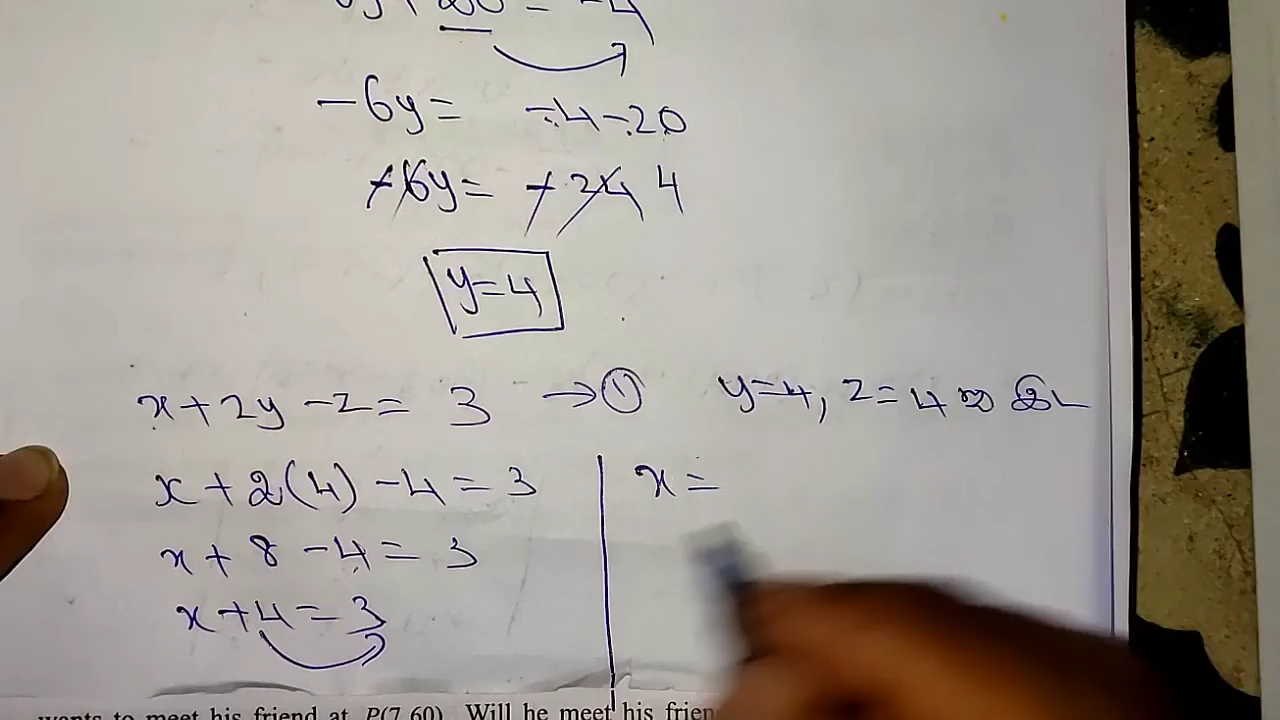 -6y = -4-20
-6y = -24 4
y=4
x+2y-z= 3 → ① y=4, z=4 ஐ இட
x+2(4)-4=3
x+8-4=3
x+4=3
x=
wants to meet his friend at P(7,60). Will he meet his frien